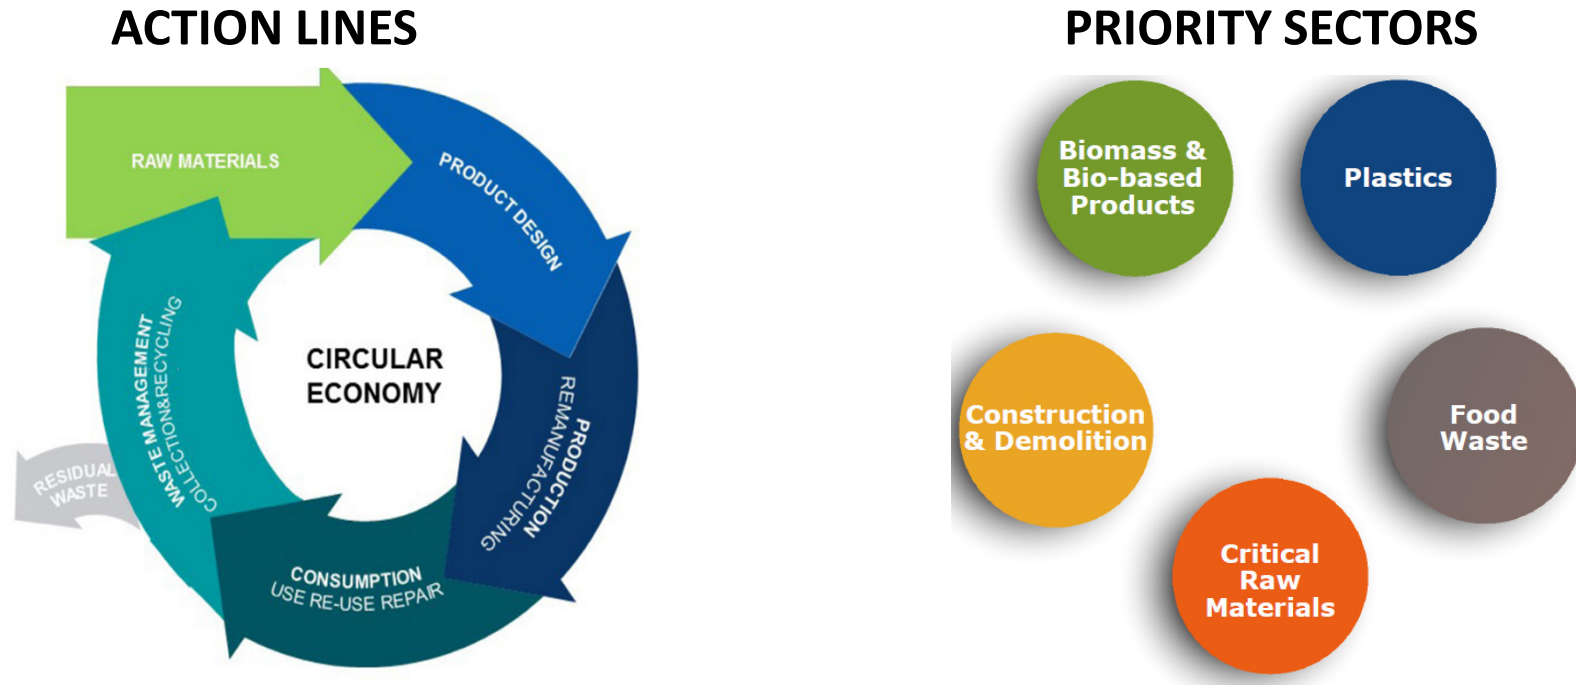 ACTION LINES
RAW MATERIALS
PRODUCT DESIGN
PRODUCTION
REMANUFACTURING
CONSUMPTION
USE RE-USE REPAIR
WASTE MANAGEMENT
COLLECTION&RECYCLING
RESIDUAL
WASTE
CIRCULAR
ECONOMY
PRIORITY SECTORS
Biomass &
Bio-based
Products
Plastics
Construction
& Demolition
Food
Waste
Critical
Raw
Materials